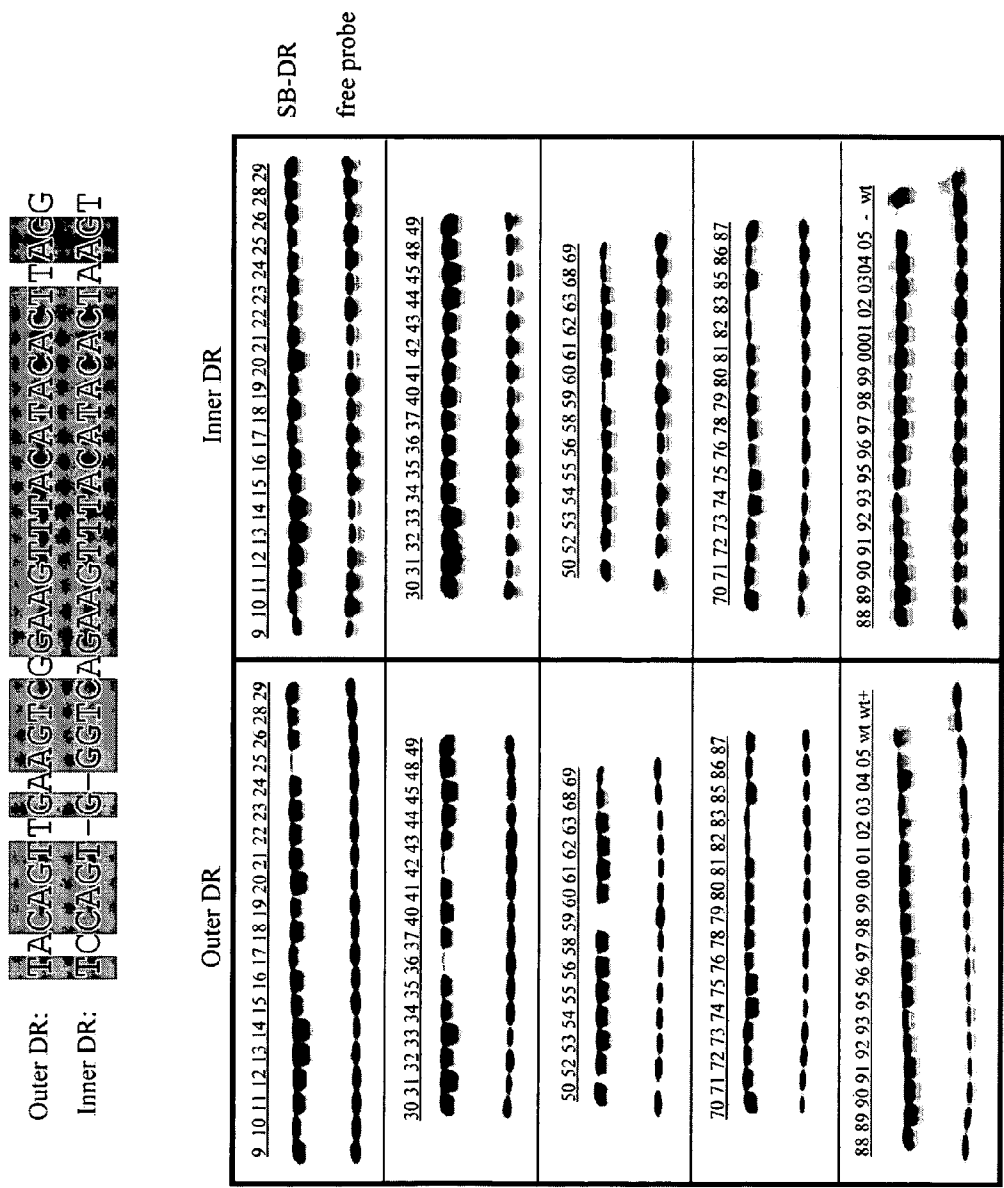 Outer DR: TACAGTTGAAGTCGGAAGTTTACATACACTTAGG
Inner DR: TCCAGT-G-GGTCAGAAGTTTACATACACTAAGT
Outer DR
Inner DR
9 10 11 12 13 14 15 16 17 18 19 20 21 22 23 24 25 26 28 29
9 10 11 12 13 14 15 16 17 18 19 20 21 22 23 24 25 26 28 29
SB-DR
free probe
30 31 32 33 34 35 36 37 40 41 42 43 44 45 48 49
30 31 32 33 34 35 36 37 40 41 42 43 44 45 48 49
50 52 53 54 55 56 58 59 60 61 62 63 68 69
50 52 53 54 55 56 58 59 60 61 62 63 68 69
70 71 72 73 74 75 76 78 79 80 81 82 83 85 86 87
70 71 72 73 74 75 76 78 79 80 81 82 83 85 86 87
88 89 90 91 92 93 95 96 97 98 99 00 01 02 03 04 05 wt wt+
88 89 90 91 92 93 95 96 97 98 99 0001 02 0304 05 - wt